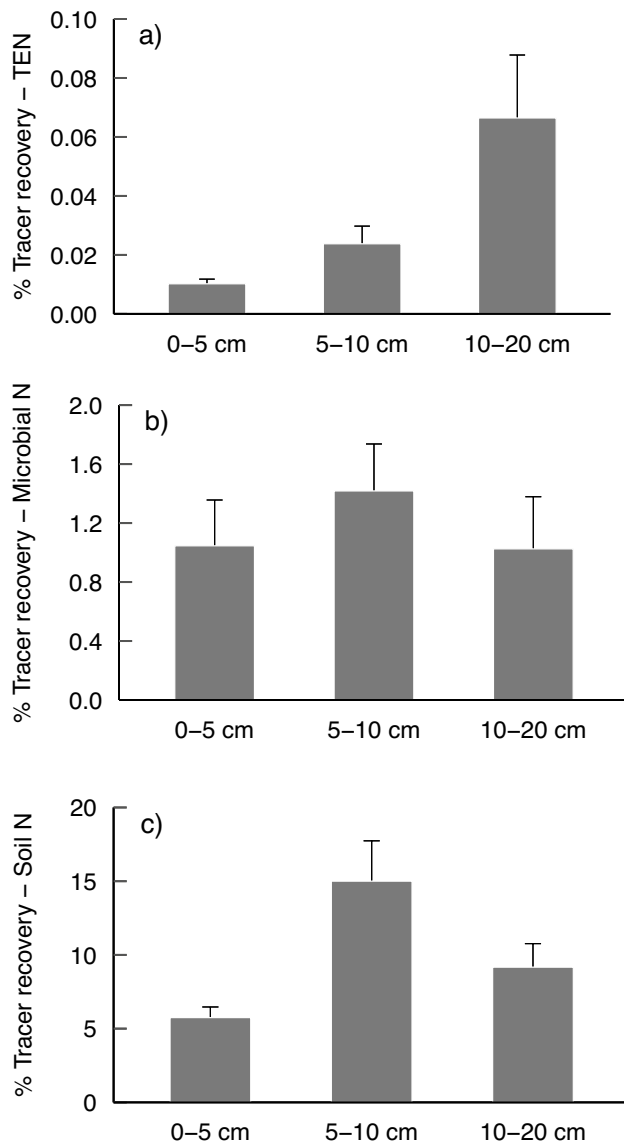 a)
% Tracer recovery – TEN
0.10
0.08
0.06
0.04
0.02
0.00
0–5 cm 5–10 cm 10–20 cm
b)
% Tracer recovery – Microbial N
2.0
1.6
1.2
0.8
0.4
0.0
0–5 cm 5–10 cm 10–20 cm
c)
% Tracer recovery – Soil N
20
15
10
5
0
0–5 cm 5–10 cm 10–20 cm